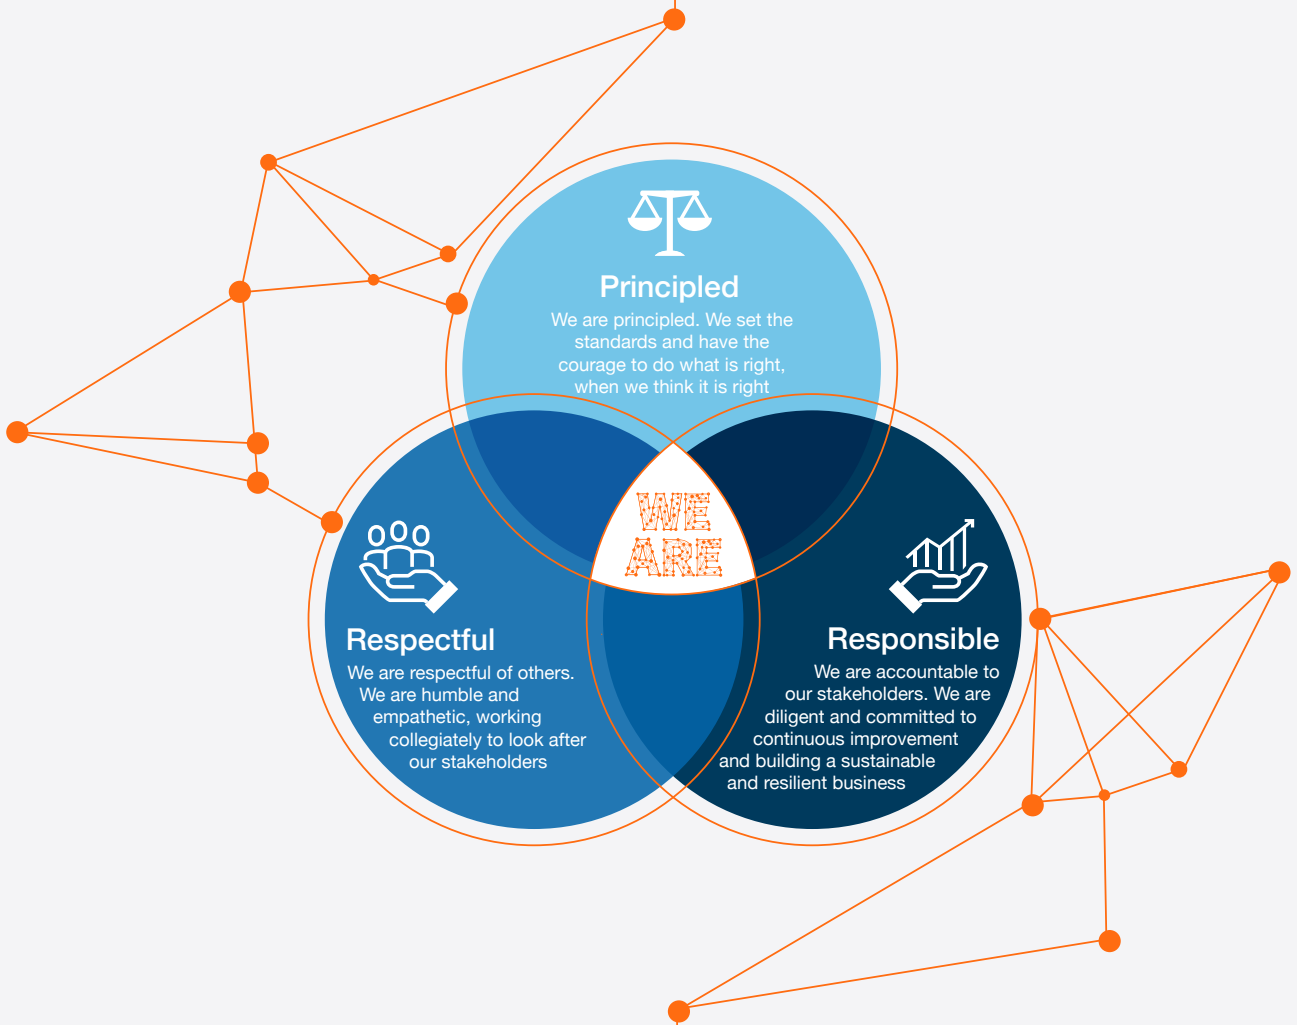 Principled
We are principled. We set the
standards and have the
courage to do what is right,
when we think it is right
WE
ARE
Respectful
We are respectful of others.
We are humble and
empathetic, working
collegiately to look after
our stakeholders
Responsible
We are accountable to
our stakeholders. We are
diligent and committed to
continuous improvement
and building a sustainable
and resilient business